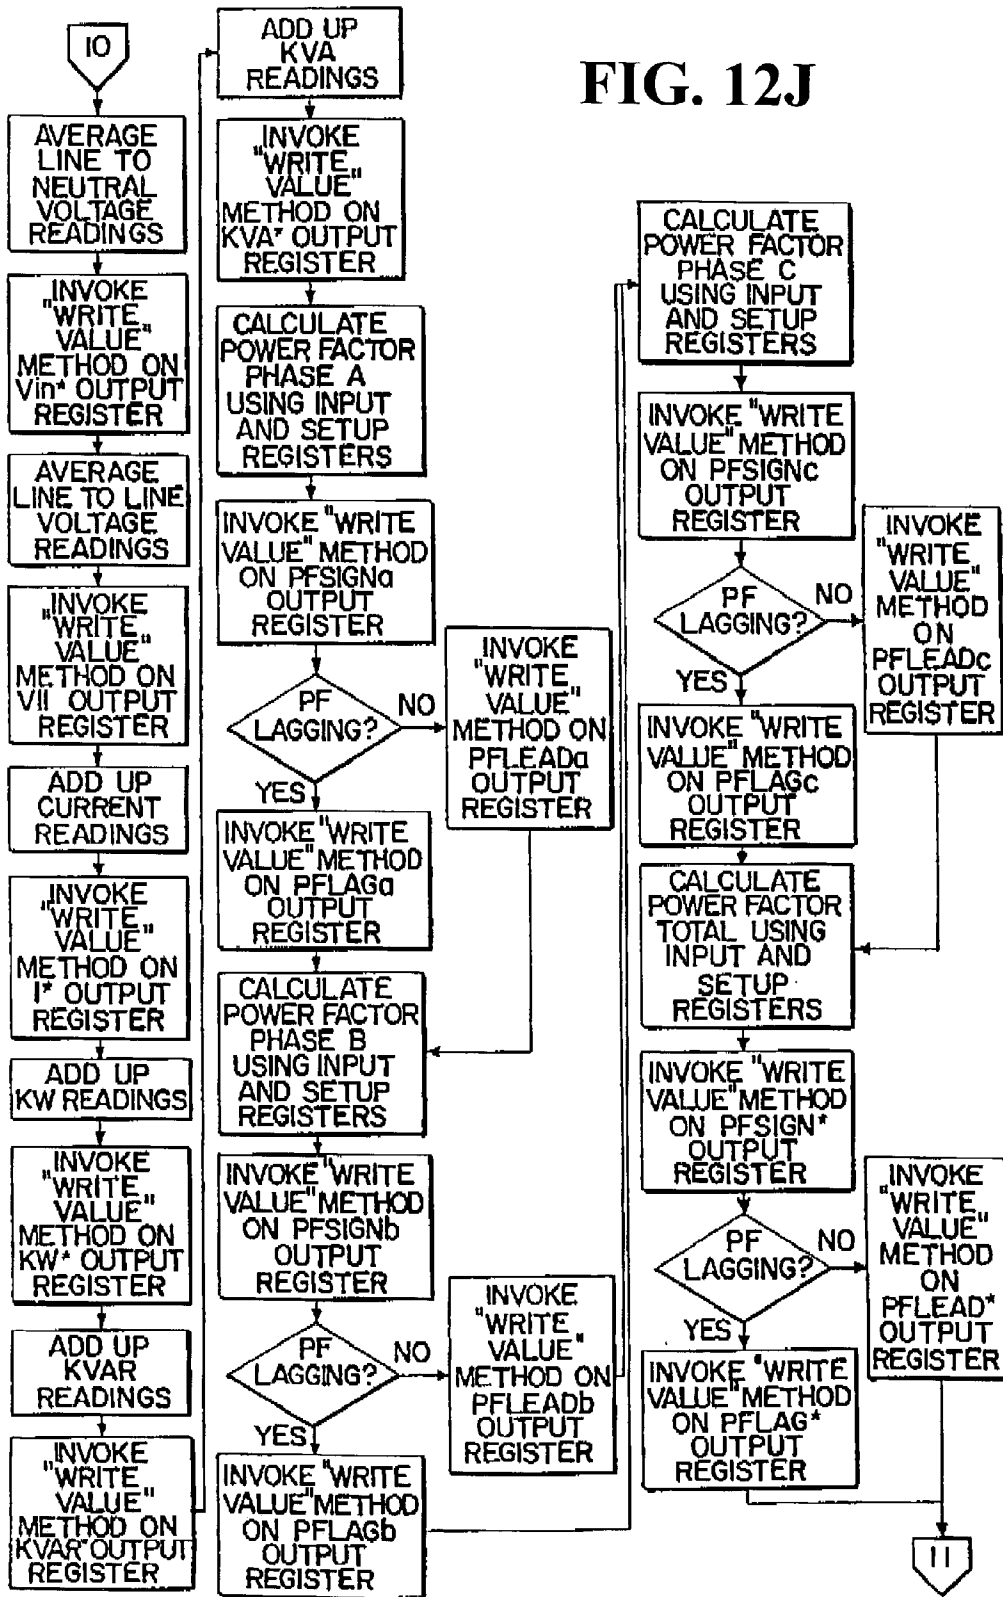 FIG. 12J
10
AVERAGE
LINE TO
NEUTRAL
VOLTAGE
READINGS
INVOKE
"WRITE
VALUE"
METHOD ON
Vin* OUTPUT
REGISTER
AVERAGE
LINE TO LINE
VOLTAGE
READINGS
INVOKE
"WRITE
VALUE"
METHOD ON
Vll OUTPUT
REGISTER
ADD UP
CURRENT
READINGS
INVOKE
"WRITE
VALUE"
METHOD ON
I* OUTPUT
REGISTER
ADD UP
KW READINGS
INVOKE
"WRITE
VALUE"
METHOD ON
KW* OUTPUT
REGISTER
ADD UP
KVAR
READINGS
INVOKE
"WRITE
VALUE"
METHOD ON
KVAR* OUTPUT
REGISTER
ADD UP
KVA
READINGS
INVOKE
"WRITE
VALUE"
METHOD ON
KVA* OUTPUT
REGISTER
CALCULATE
POWER FACTOR
PHASE A
USING INPUT
AND SETUP
REGISTERS
INVOKE "WRITE
VALUE" METHOD
ON PFSIGNa
OUTPUT
REGISTER
PF
LAGGING?
NO
YES
INVOKE
"WRITE
VALUE"
METHOD ON
PFLEADa
OUTPUT
REGISTER
INVOKE "WRITE
VALUE" METHOD
ON PFLAGa
OUTPUT
REGISTER
CALCULATE
POWER FACTOR
PHASE B
USING INPUT
AND SETUP
REGISTERS
INVOKE "WRITE
VALUE" METHOD
ON PFSIGNb
OUTPUT
REGISTER
PF
LAGGING?
NO
YES
INVOKE
"WRITE
VALUE"
METHOD ON
PFLEADb
OUTPUT
REGISTER
INVOKE "WRITE
VALUE" METHOD
ON PFLAGb
OUTPUT
REGISTER
CALCULATE
POWER FACTOR
PHASE C
USING INPUT
AND SETUP
REGISTERS
INVOKE "WRITE
VALUE" METHOD
ON PFSIGNc
OUTPUT
REGISTER
PF
LAGGING?
NO
YES
INVOKE
"WRITE
VALUE"
METHOD
ON
PFLEADc
OUTPUT
REGISTER
INVOKE "WRITE
VALUE" METHOD
ON PFLAGc
OUTPUT
REGISTER
CALCULATE
POWER FACTOR
TOTAL USING
INPUT AND
SETUP
REGISTERS
INVOKE "WRITE
VALUE" METHOD
ON PFSIGN*
OUTPUT
REGISTER
PF
LAGGING?
NO
YES
INVOKE
"WRITE
VALUE"
METHOD
ON
PFLEAD*
OUTPUT
REGISTER
INVOKE "WRITE
VALUE" METHOD
ON PFLAG*
OUTPUT
REGISTER
11